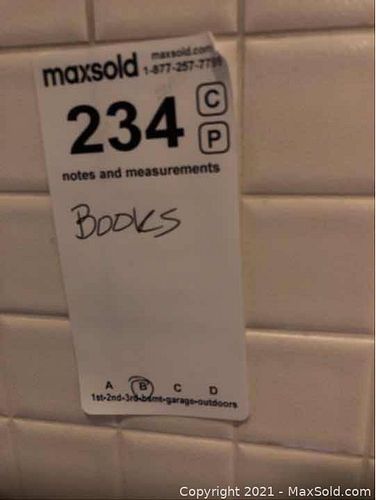 maxsold maxsold.com
1-877-257-7798
234 C
P
notes and measurements
Books
A B C D
1st-2nd-3rd-bsmt-garage-outdoors
Copyright © 2021 - MaxSold.com